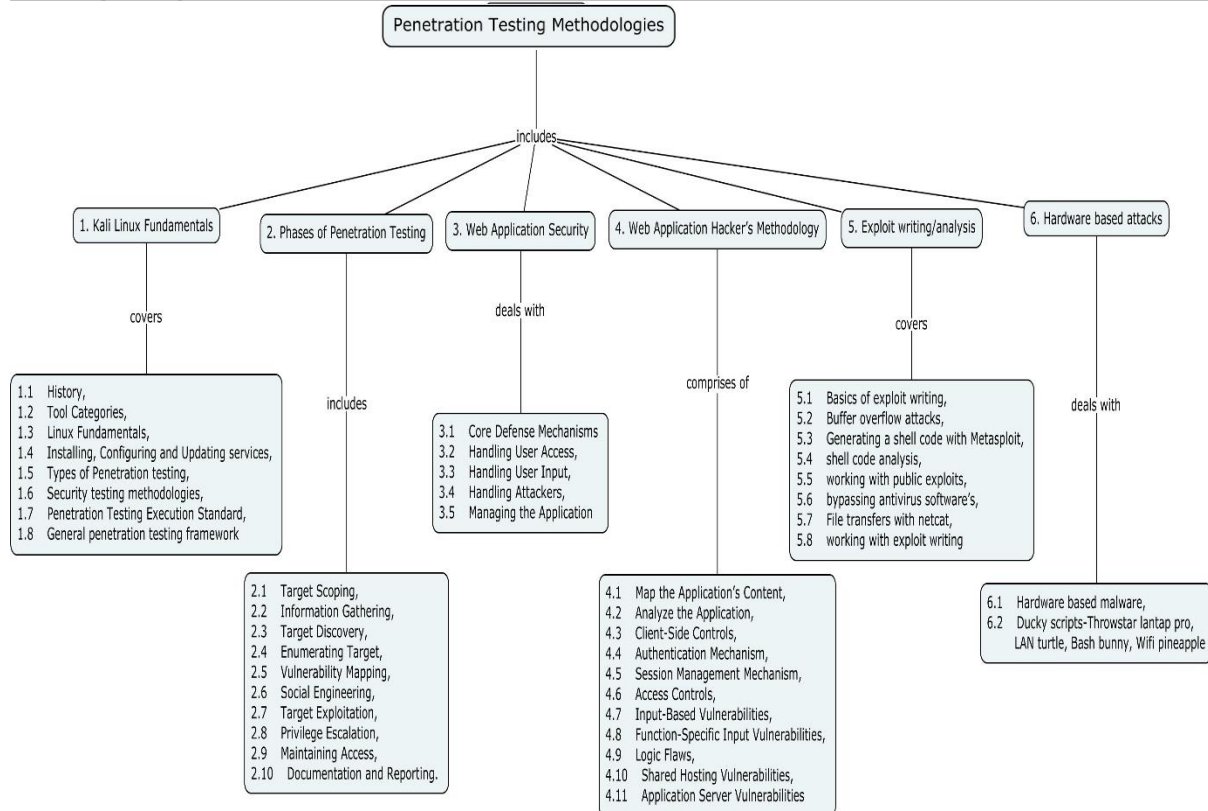 Penetration Testing Methodologies
includes
1. Kali Linux Fundamentals
2. Phases of Penetration Testing
3. Web Application Security
4. Web Application Hacker's Methodology
5. Exploit writing/analysis
6. Hardware based attacks
covers
1.1 History,
1.2 Tool Categories,
1.3 Linux Fundamentals,
1.4 Installing, Configuring and Updating services,
1.5 Types of Penetration testing,
1.6 Security testing methodologies,
1.7 Penetration Testing Execution Standard,
1.8 General penetration testing framework
includes
2.1 Target Scoping,
2.2 Information Gathering,
2.3 Target Discovery,
2.4 Enumerating Target,
2.5 Vulnerability Mapping,
2.6 Social Engineering,
2.7 Target Exploitation,
2.8 Privilege Escalation,
2.9 Maintaining Access,
2.10 Documentation and Reporting.
deals with
3.1 Core Defense Mechanisms
3.2 Handling User Access,
3.3 Handling User Input,
3.4 Handling Attackers,
3.5 Managing the Application
comprises of
4.1 Map the Application's Content,
4.2 Analyze the Application,
4.3 Client-Side Controls,
4.4 Authentication Mechanism,
4.5 Session Management Mechanism,
4.6 Access Controls,
4.7 Input-Based Vulnerabilities,
4.8 Function-Specific Input Vulnerabilities,
4.9 Logic Flaws,
4.10 Shared Hosting Vulnerabilities,
4.11 Application Server Vulnerabilities
covers
5.1 Basics of exploit writing,
5.2 Buffer overflow attacks,
5.3 Generating a shell code with Metasploit,
5.4 shell code analysis,
5.5 working with public exploits,
5.6 bypassing antivirus software's,
5.7 File transfers with netcat,
5.8 working with exploit writing
deals with
6.1 Hardware based malware,
6.2 Ducky scripts-Throwstar lantap pro,
LAN turtle, Bash bunny, Wifi pineapple